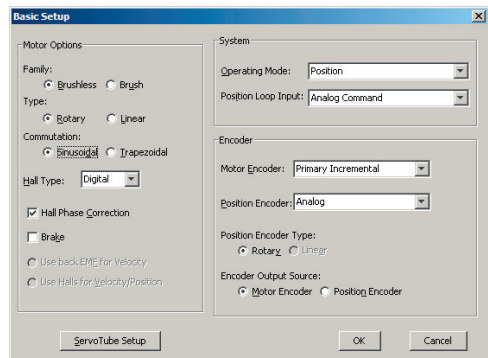 Basic Setup
Motor Options
Family:
Brushless Brush
Type:
Rotary Linear
Commutation:
Sinusoidal Trapezoidal
Hall Type: Digital
Hall Phase Correction
Brake
Use back EMF for Velocity
Use Halls for Velocity/Position
System
Operating Mode: Position
Position Loop Input: Analog Command
Encoder
Motor Encoder: Primary Incremental
Position Encoder: Analog
Position Encoder Type:
Rotary Linear
Encoder Output Source:
Motor Encoder Position Encoder
ServoTube Setup
OK
Cancel